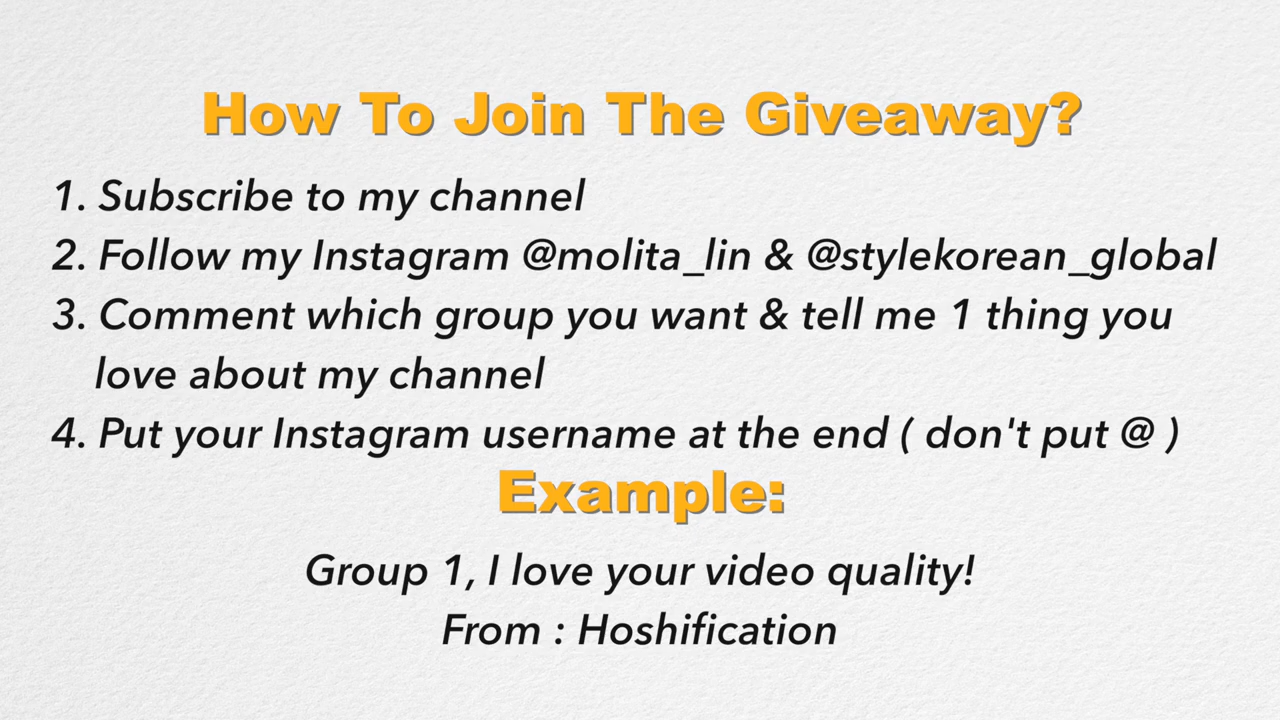 How To Join The Giveaway?
1. Subscribe to my channel
2. Follow my Instagram @molita_lin & @stylekorean_global
3. Comment which group you want & tell me 1 thing you
love about my channel
4. Put your Instagram username at the end ( don't put @ )
Example:
Group 1, I love your video quality!
From : Hoshification